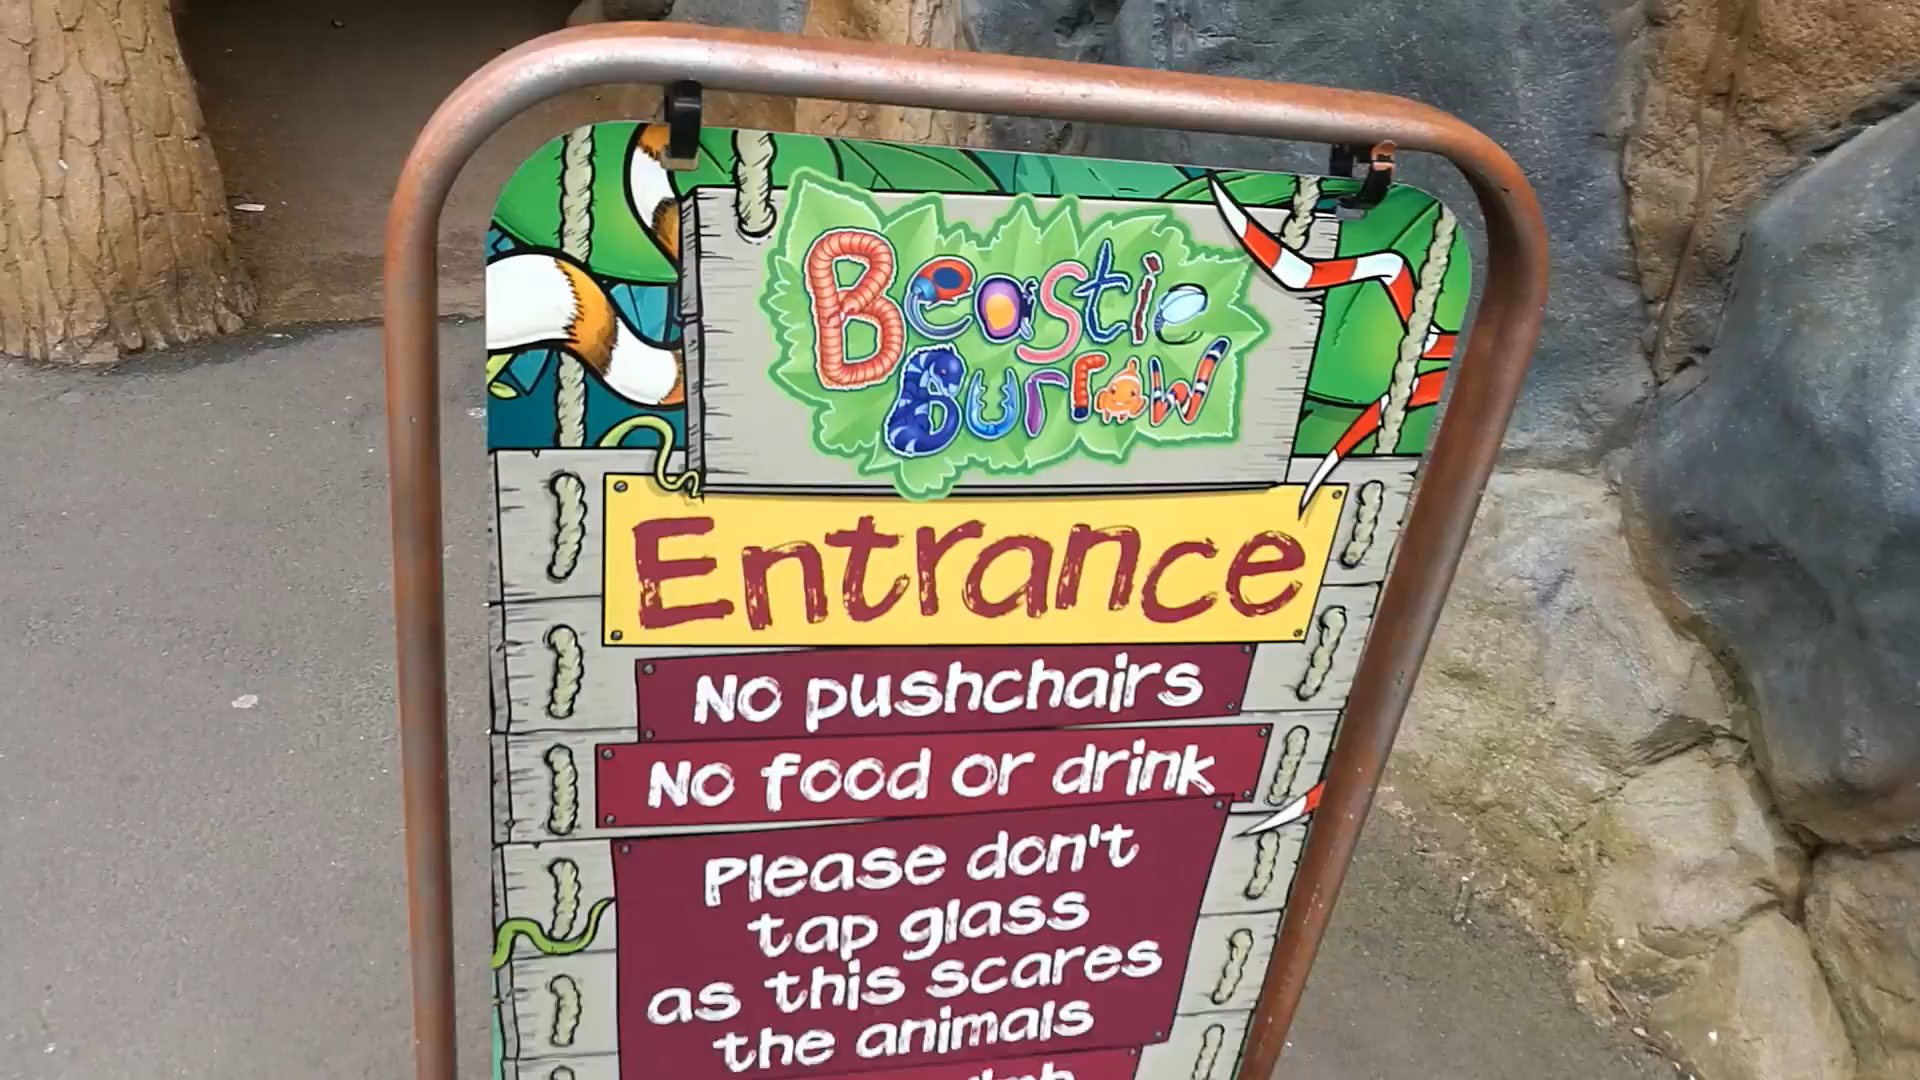 Beastie
Burrow
Entrance
No pushchairs
No food or drink
Please don't
tap glass
as this scares
the animals